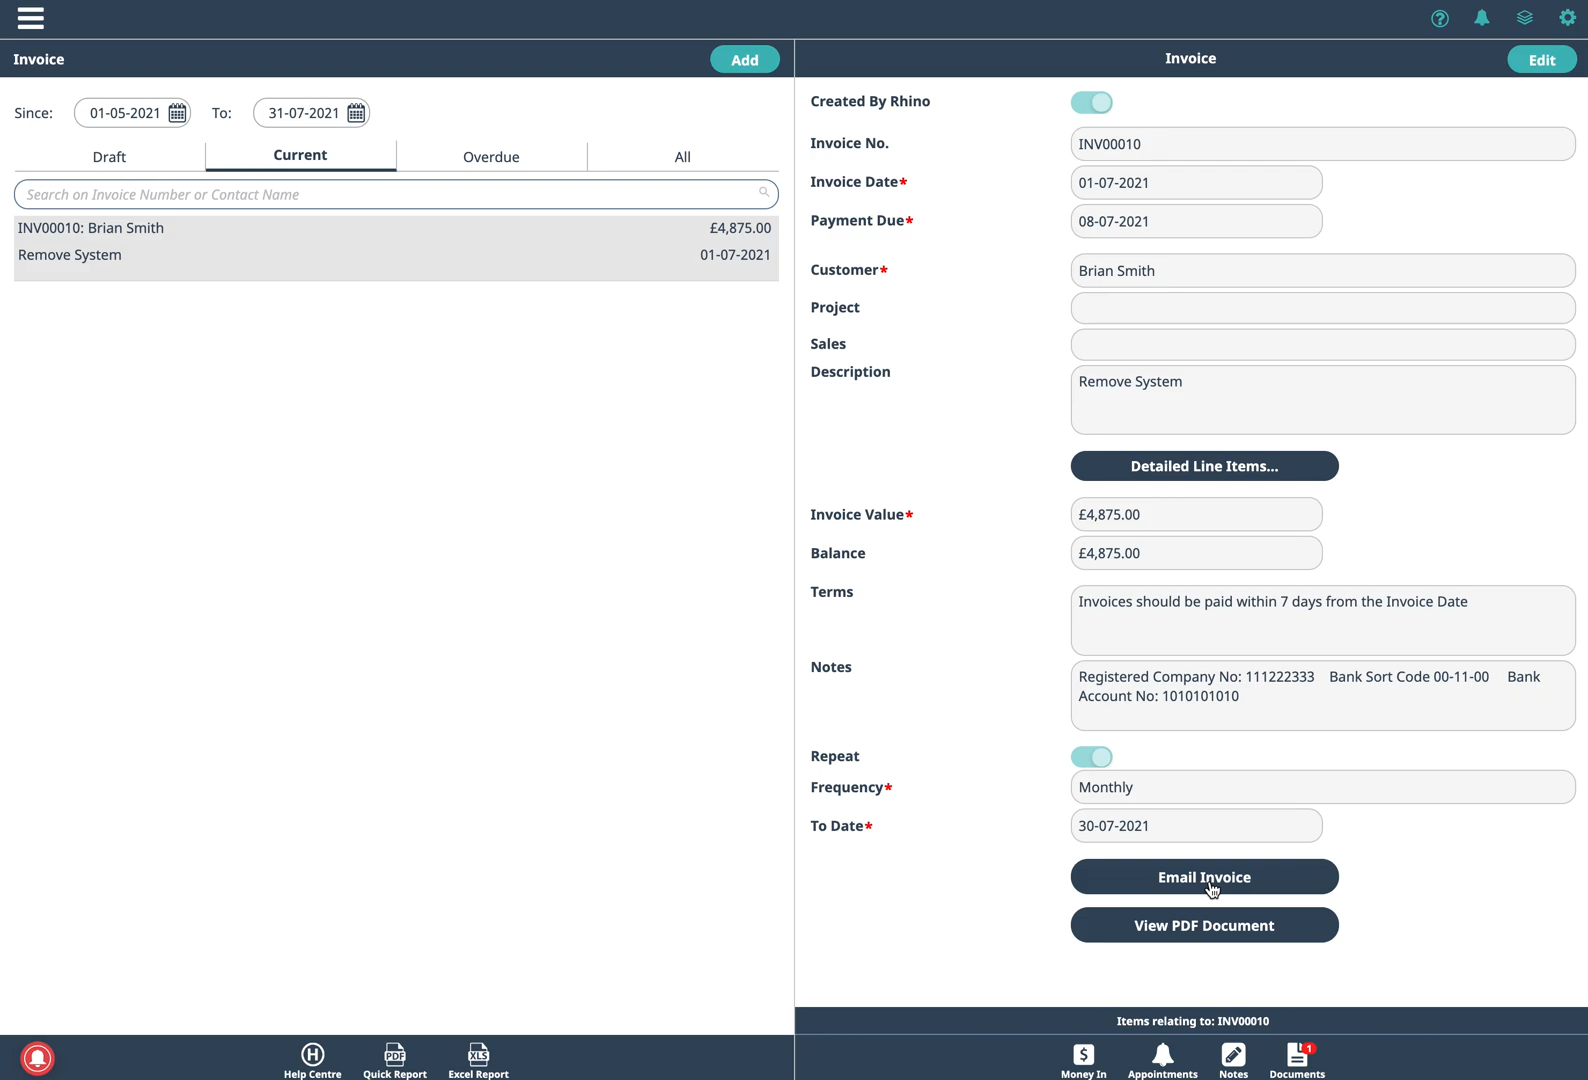 Invoice
Add
Since:
01-05-2021
To:
31-07-2021
Draft
Current
Overdue
All
Search on Invoice Number or Contact Name
INV00010: Brian Smith
£4,875.00
Remove System
01-07-2021
Help Centre
PDF
Quick Report
XLS
Excel Report
Invoice
Edit
Created By Rhino
Invoice No.
INV00010
Invoice Date*
01-07-2021
Payment Due*
08-07-2021
Customer*
Brian Smith
Project
Sales
Description
Remove System
Detailed Line Items...
Invoice Value*
£4,875.00
Balance
£4,875.00
Terms
Invoices should be paid within 7 days from the Invoice Date
Notes
Registered Company No: 111222333 Bank Sort Code 00-11-00 Bank
Account No: 1010101010
Repeat
Frequency*
Monthly
To Date*
30-07-2021
Email Invoice
View PDF Document
Items relating to: INV00010
Money In
Appointments
Notes
1
Documents